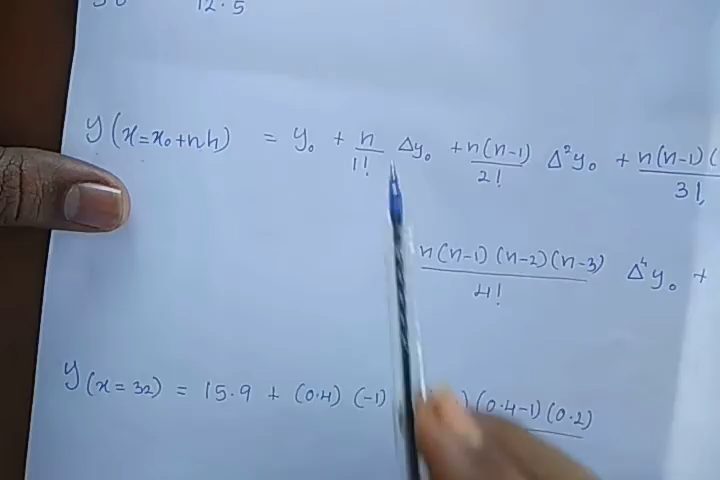 12.5
y(x=x₀+nh) = y₀ + n/1! Δy₀ + n(n-1)/2! Δ²y₀ + n(n-1)(/3!
n(n-1)(n-2)(n-3)/4! Δ⁴y₀ +
y(x=32) = 15.9 + (0.4)(-1) (0.4-1)(0.2)